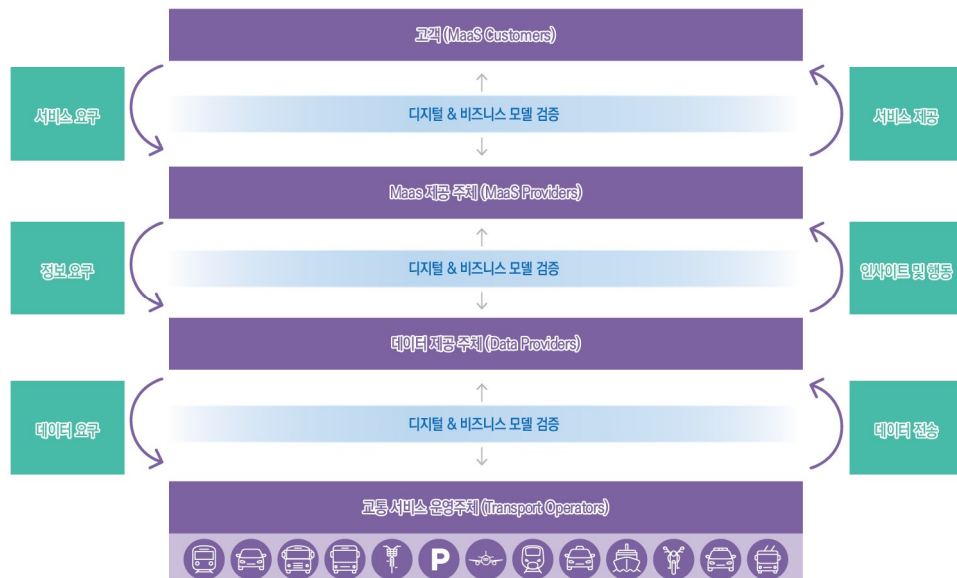 고객 (MaaS Customers)
서비스 요구
디지털 & 비즈니스 모델 검증
서비스 제공
Maas 제공 주체 (MaaS Providers)
정보 요구
디지털 & 비즈니스 모델 검증
인사이트 및 행동
데이터 제공 주체 (Data Providers)
데이터 요구
디지털 & 비즈니스 모델 검증
데이터 전송
교통 서비스 운영주체 (Transport Operators)
P